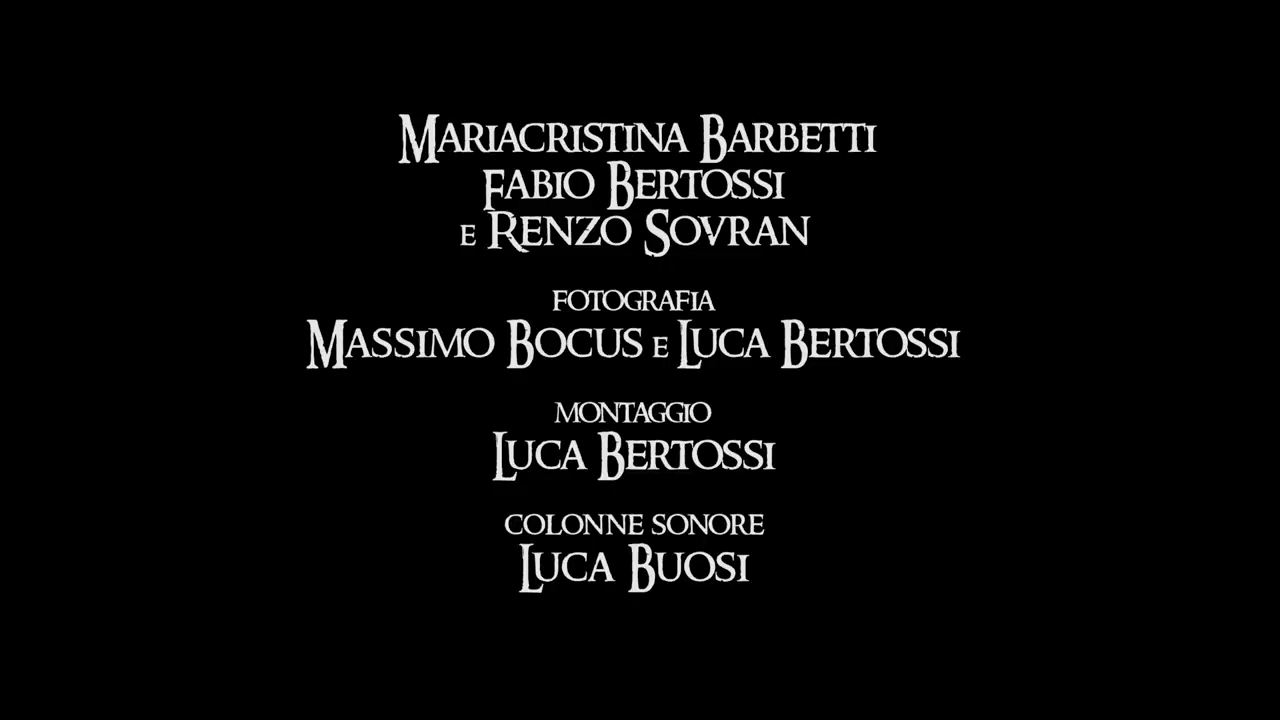 Mariacristina Barbetti
Fabio Bertossi
e Renzo Sovran
fotografia
Massimo Bocus e Luca Bertossi
montaggio
Luca Bertossi
colonne sonore
Luca Buosi